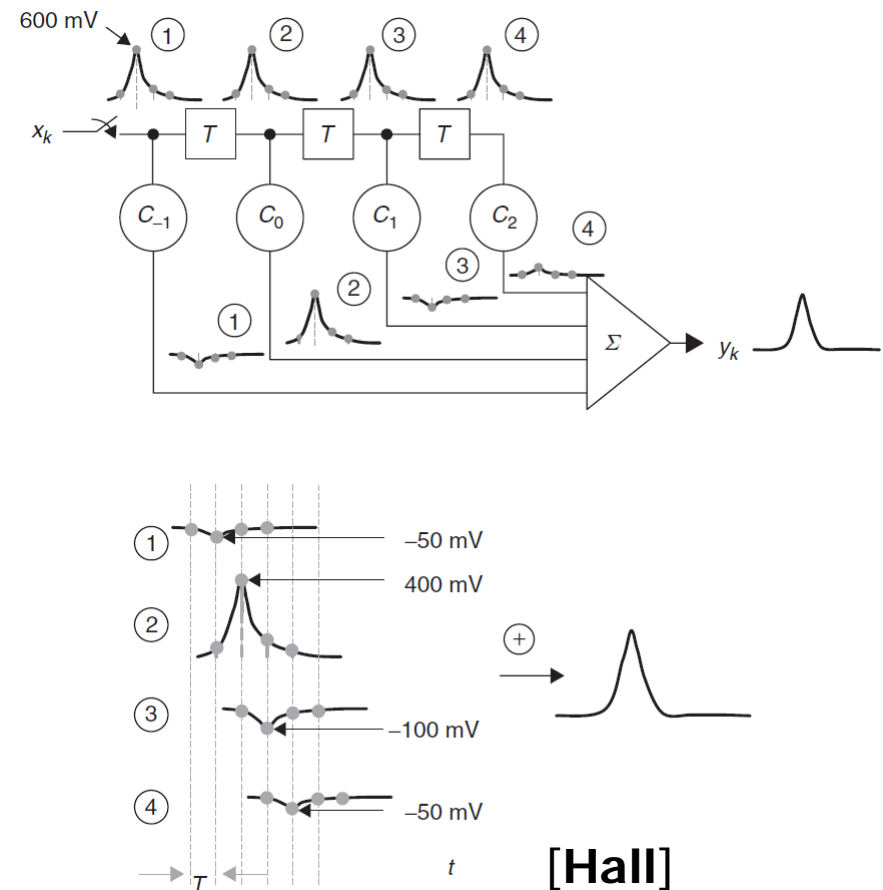 600 mV
1 2 3 4
x_k T T T
C_–1 C_0 C_1 C_2
4
3
2
1
Σ y_k
1 –50 mV
400 mV
2 +
3 –100 mV
4 –50 mV
T t [Hall]